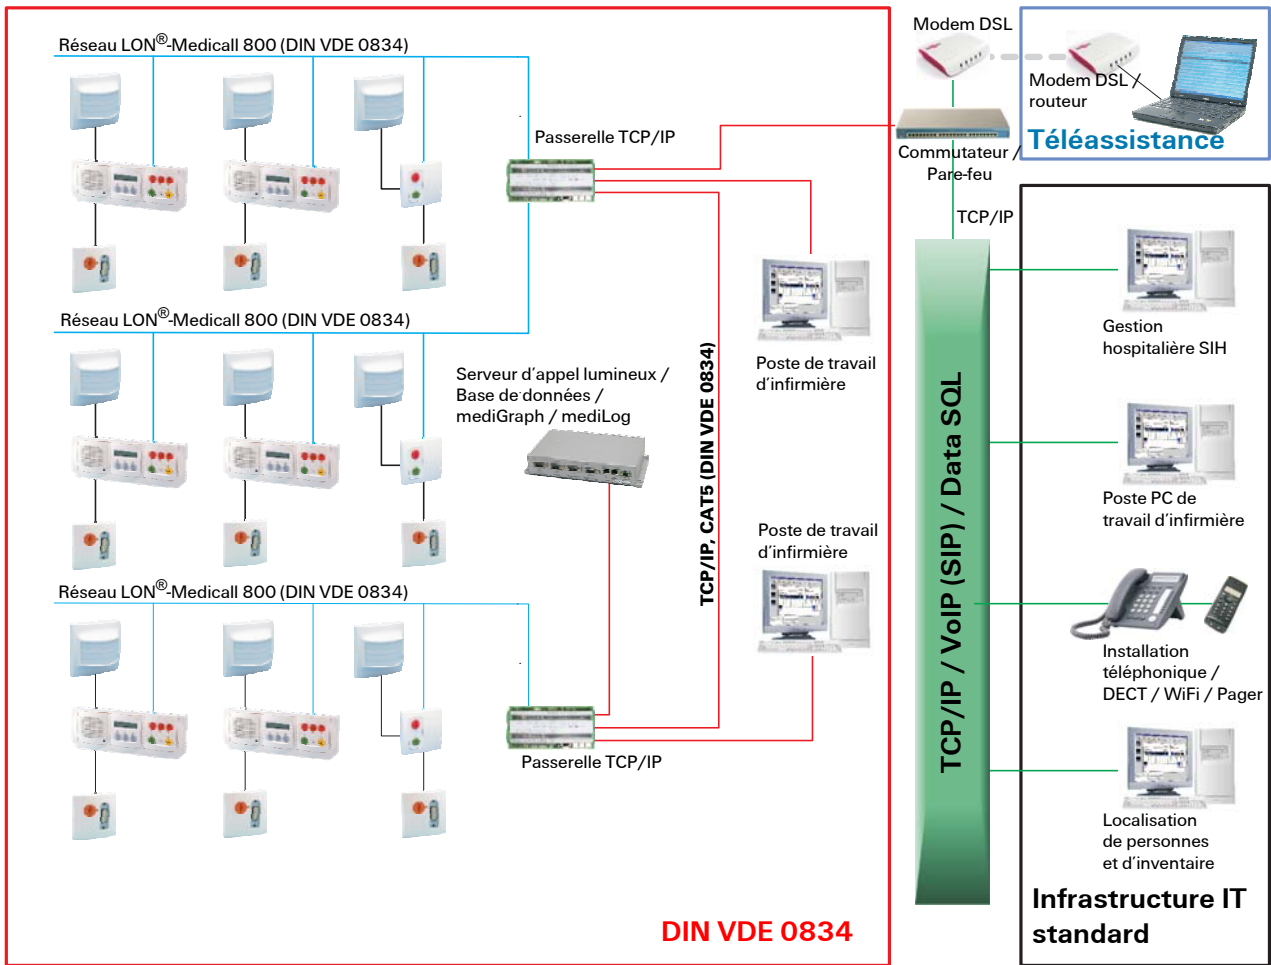 Réseau LON®-Medicall 800 (DIN VDE 0834)
Passerelle TCP/IP
Réseau LON®-Medicall 800 (DIN VDE 0834)
Serveur d'appel lumineux /
Base de données /
mediGraph / mediLog
TCP/IP, CAT5 (DIN VDE 0834)
Poste de travail
d'infirmière
Poste de travail
d'infirmière
Réseau LON®-Medicall 800 (DIN VDE 0834)
Passerelle TCP/IP
DIN VDE 0834
Modem DSL
Modem DSL /
routeur
Téléassistance
Commutateur /
Pare-feu
TCP/IP
TCP/IP / VoIP (SIP) / Data SQL
Gestion
hospitalière SIH
Poste PC de
travail d'infirmière
Installation
téléphonique /
DECT / WiFi / Pager
Localisation
de personnes
et d'inventaire
Infrastructure IT
standard